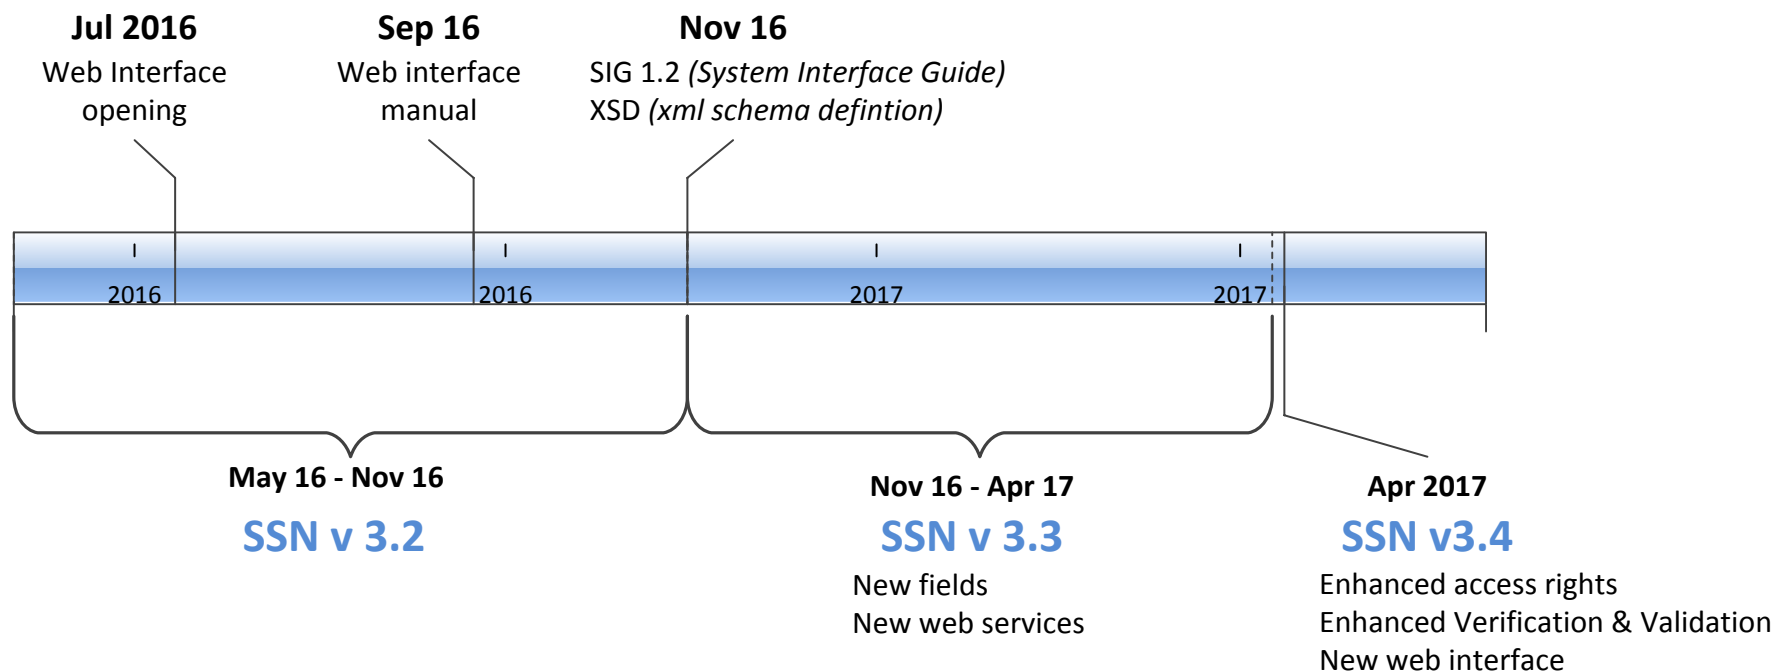 Jul 2016
Web Interface
opening
Sep 16
Web interface
manual
Nov 16
SIG 1.2 (System Interface Guide)
XSD (xml schema defintion)
2016
2016
2017
2017
May 16 - Nov 16
SSN v 3.2
Nov 16 - Apr 17
SSN v 3.3
New fields
New web services
Apr 2017
SSN v3.4
Enhanced access rights
Enhanced Verification & Validation
New web interface